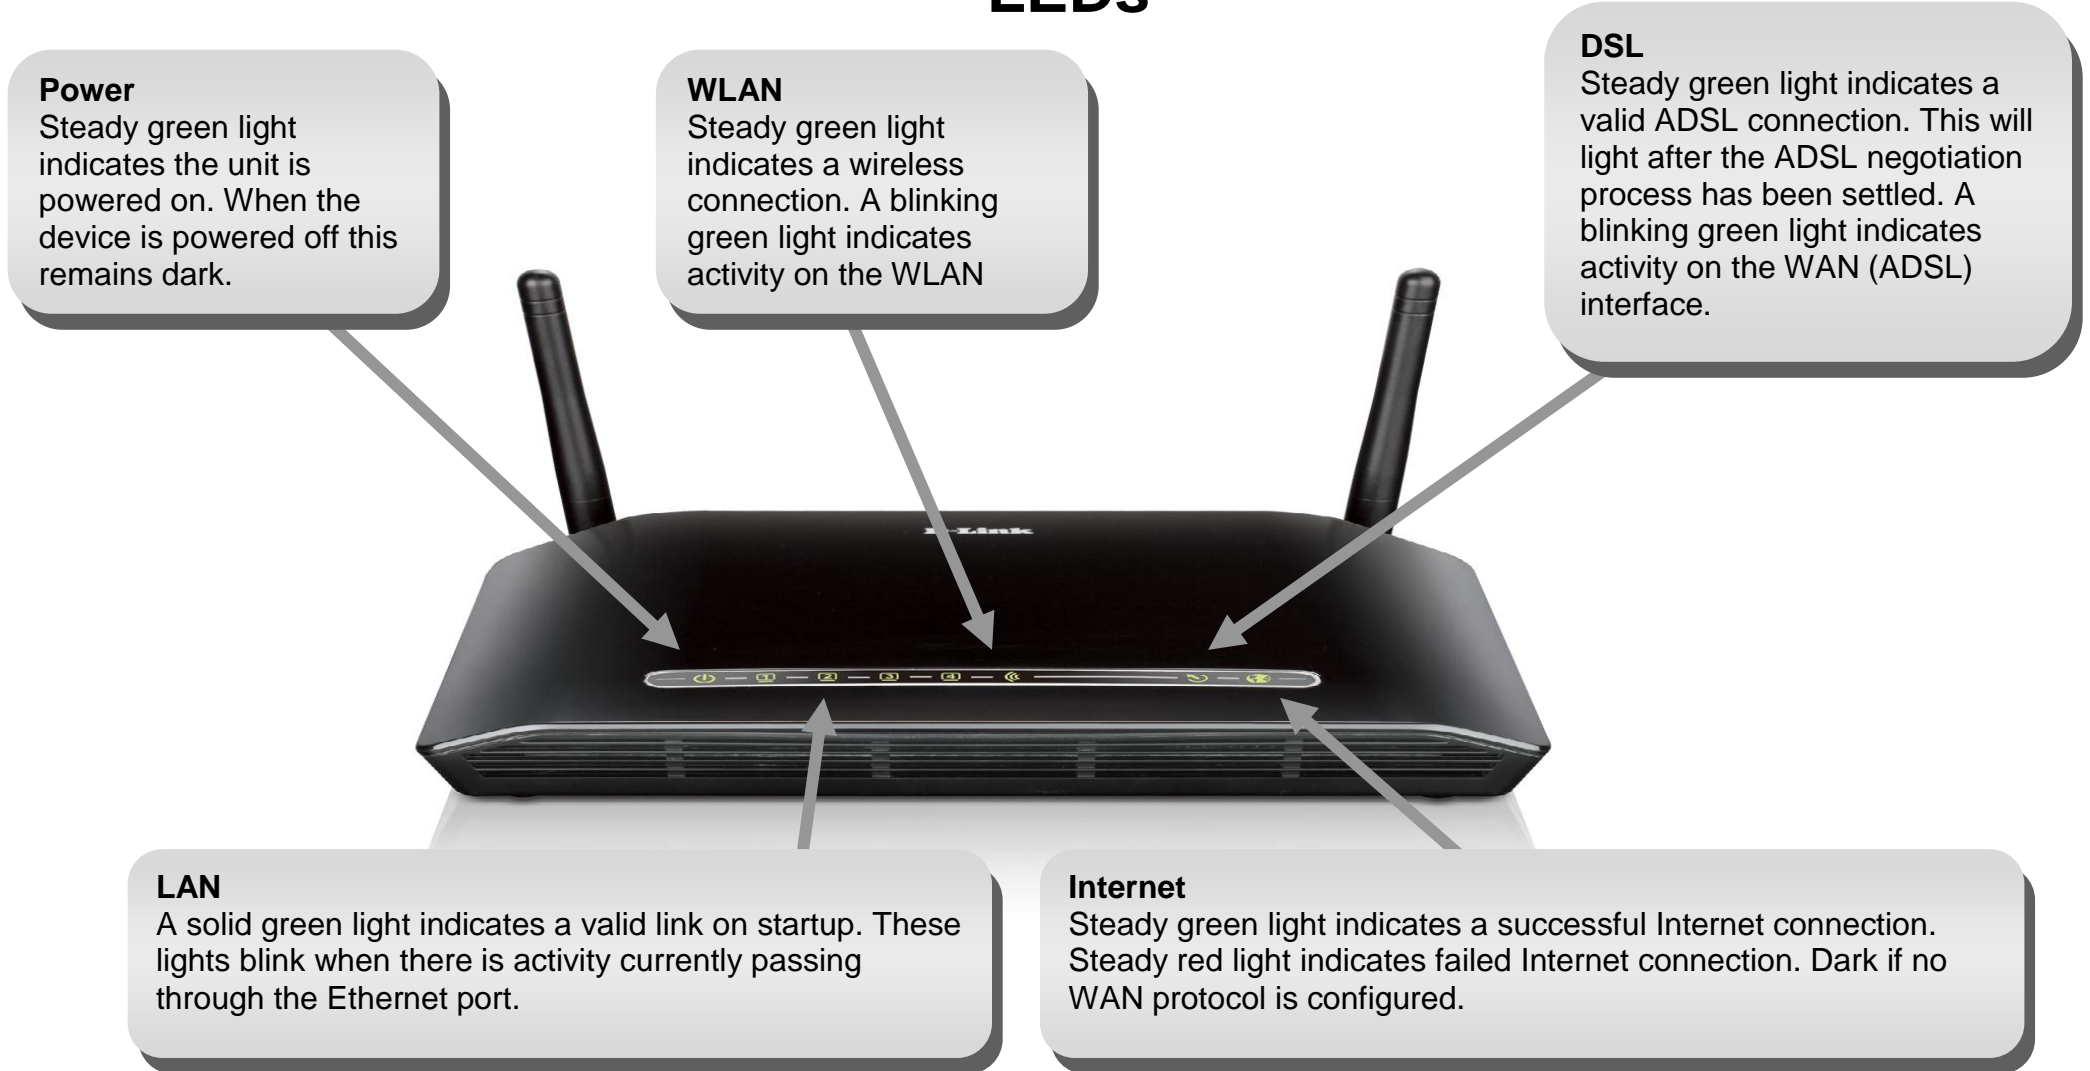 LEDs
Power
Steady green light
indicates the unit is
powered on. When the
device is powered off this
remains dark.
WLAN
Steady green light
indicates a wireless
connection. A blinking
green light indicates
activity on the WLAN
DSL
Steady green light indicates a
valid ADSL connection. This will
light after the ADSL negotiation
process has been settled. A
blinking green light indicates
activity on the WAN (ADSL)
interface.
D-Link
1 2 3 4
LAN
A solid green light indicates a valid link on startup. These
lights blink when there is activity currently passing
through the Ethernet port.
Internet
Steady green light indicates a successful Internet connection.
Steady red light indicates failed Internet connection. Dark if no
WAN protocol is configured.